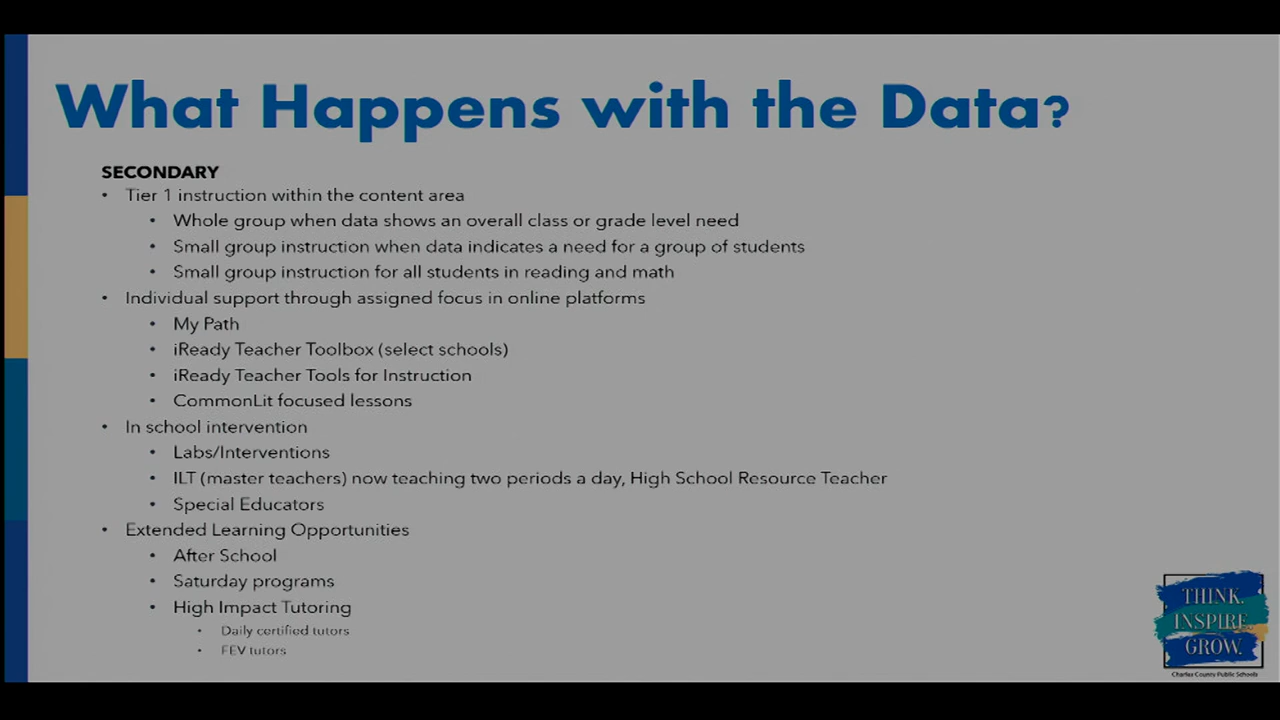 What Happens with the Data?
SECONDARY
• Tier 1 instruction within the content area
• Whole group when data shows an overall class or grade level need
• Small group instruction when data indicates a need for a group of students
• Small group instruction for all students in reading and math
• Individual support through assigned focus in online platforms
• My Path
• iReady Teacher Toolbox (select schools)
• iReady Teacher Tools for Instruction
• CommonLit focused lessons
• In school intervention
• Labs/Interventions
• ILT (master teachers) now teaching two periods a day, High School Resource Teacher
• Special Educators
• Extended Learning Opportunities
• After School
• Saturday programs
• High Impact Tutoring
• Daily certified tutors
• FEV tutors
THINK.
INSPIRE.
GROW.
Charles County Public Schools